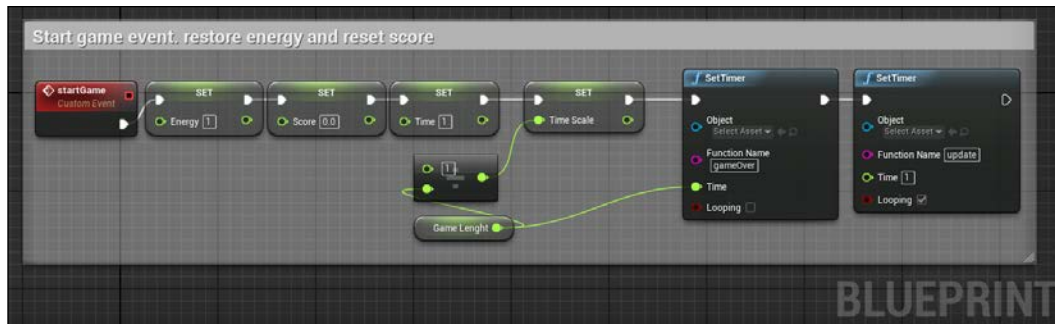 Start game event. restore energy and reset score
startGame
Custom Event
SET
Energy 1
SET
Score 0.0
SET
Time 1
SET
Time Scale
1
Game Lenght
f SetTimer
Object
Select Asset
Function Name
gameOver
Time
Looping
f SetTimer
Object
Select Asset
Function Name update
Time 1
Looping
BLUEPRINT